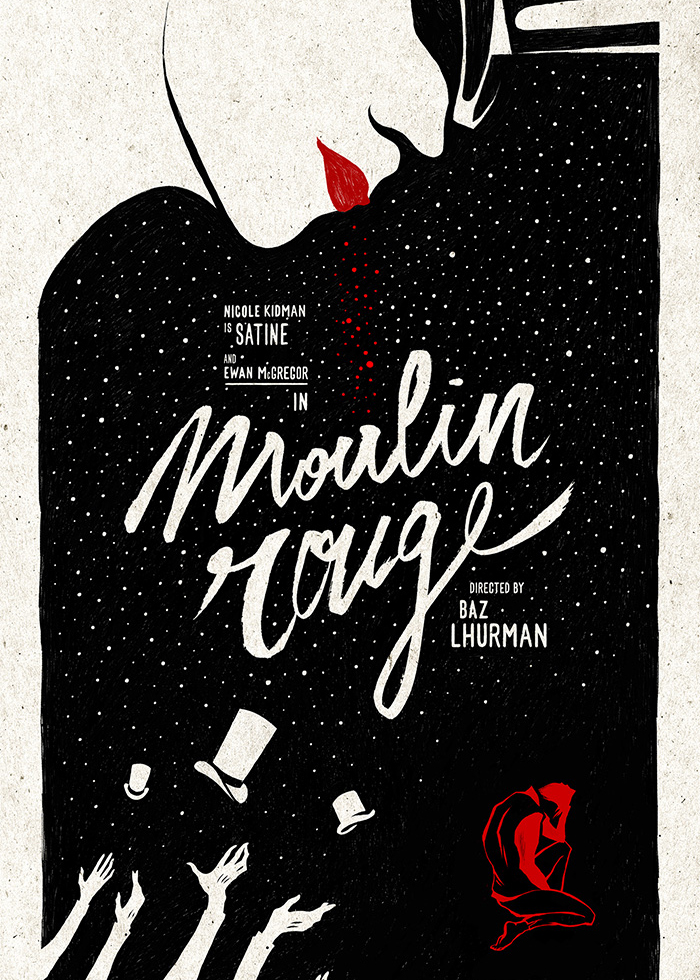 NICOLE KIDMAN
IS SATINE
AND
EWAN McGREGOR
IN
Moulin
rouge
DIRECTED BY
BAZ
LHURMAN